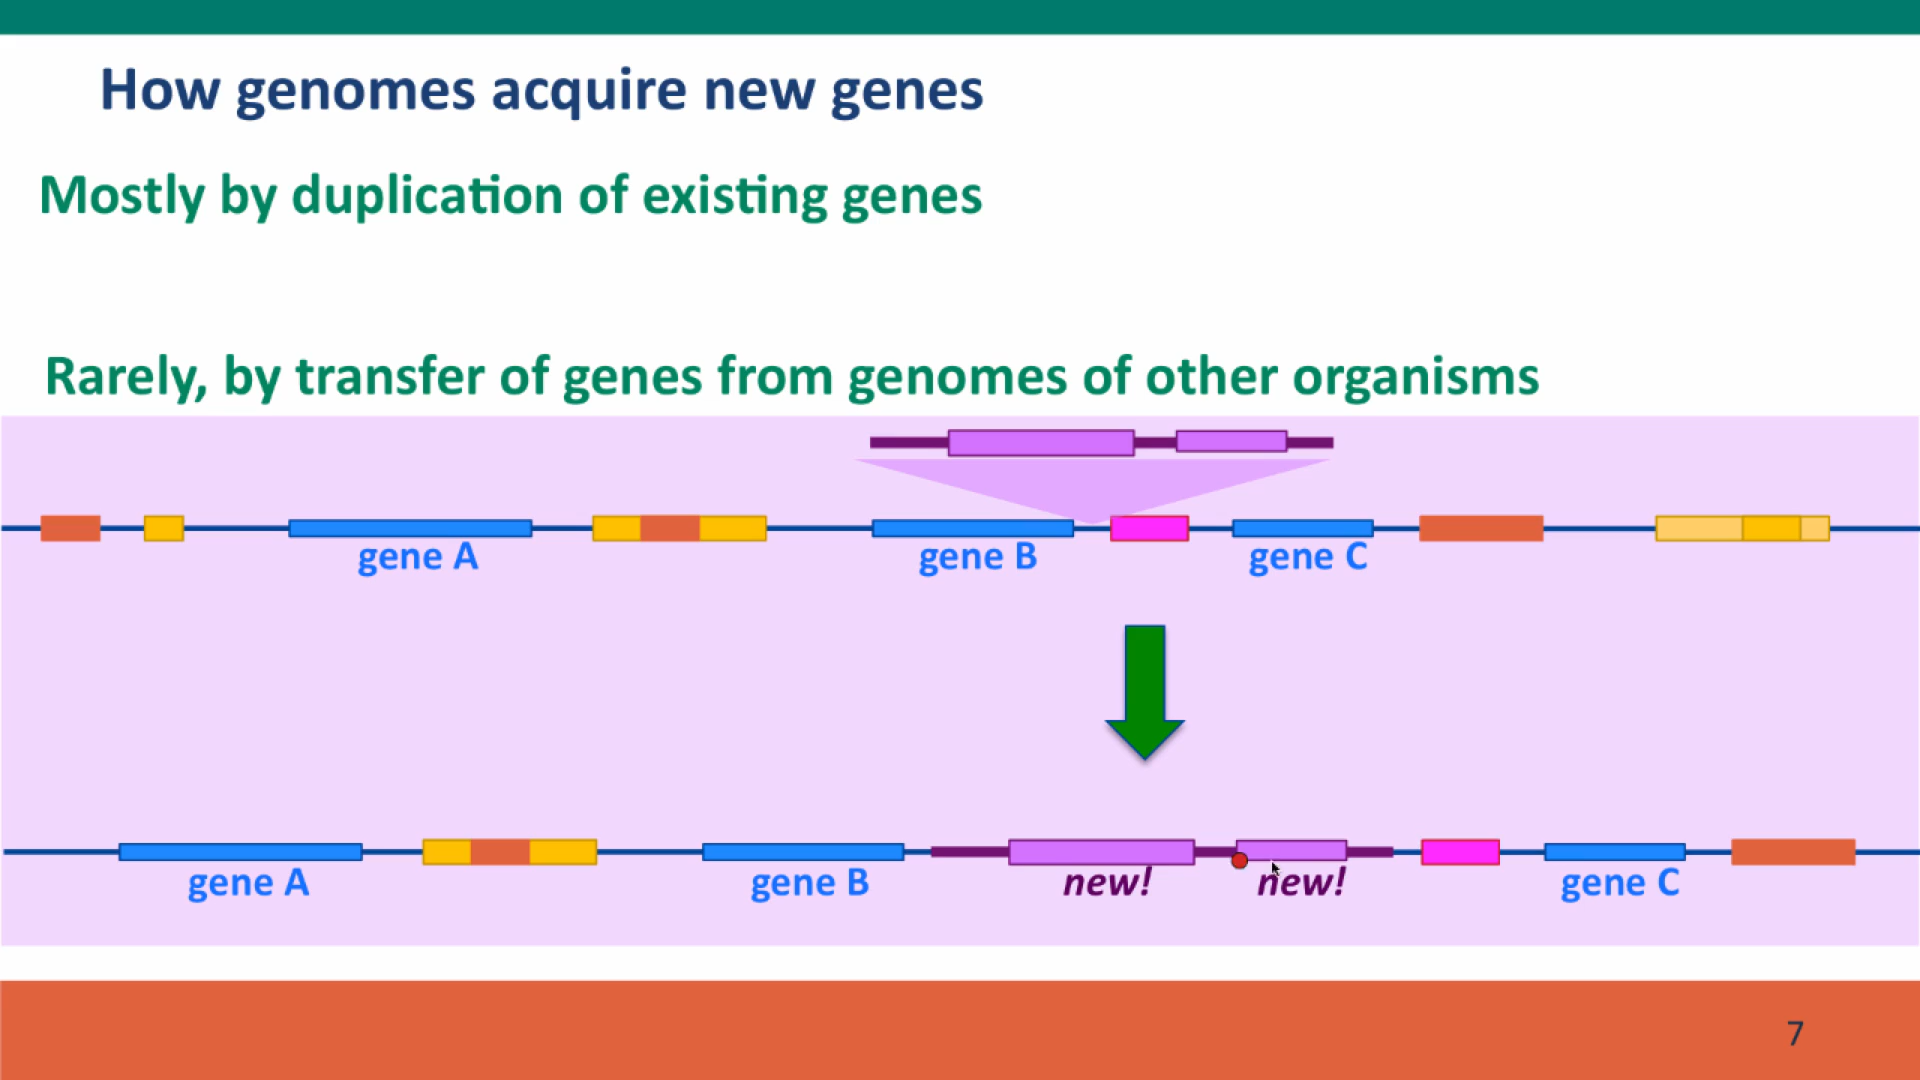 How genomes acquire new genes
Mostly by duplication of existing genes
Rarely, by transfer of genes from genomes of other organisms
gene A gene B gene C
gene A gene B new! new! gene C
7